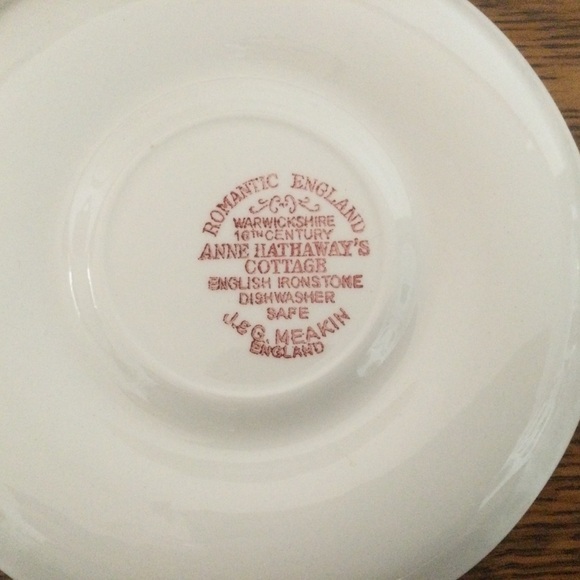 ROMANTIC ENGLAND
WARWICKSHIRE
16TH CENTURY
ANNE HATHAWAY'S
COTTAGE
ENGLISH IRONSTONE
DISHWASHER
SAFE
J. & G. MEAKIN
ENGLAND